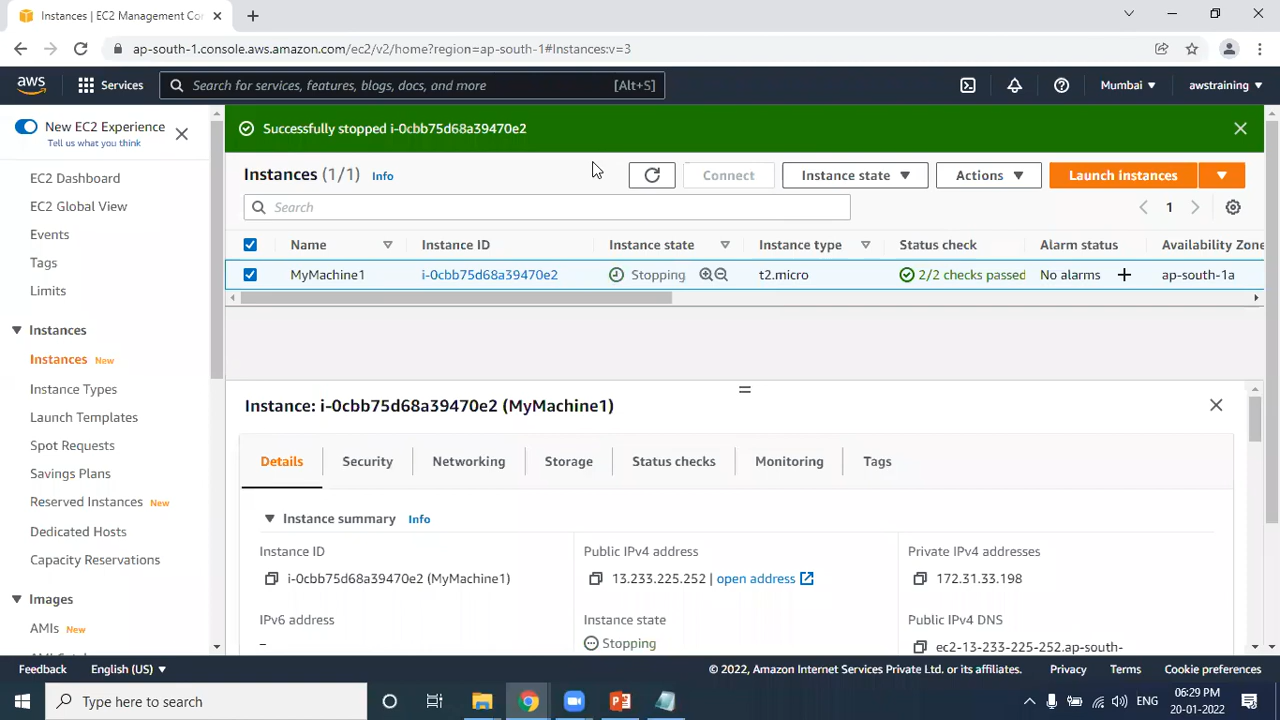 Instances | EC2 Management Co
ap-south-1.console.aws.amazon.com/ec2/v2/home?region=ap-south-1#Instances:v=3
aws
Services
Search for services, features, blogs, docs, and more
[Alt+S]
Mumbai
awstraining
New EC2 Experience
Tell us what you think
EC2 Dashboard
EC2 Global View
Events
Tags
Limits
Instances
Instances New
Instance Types
Launch Templates
Spot Requests
Savings Plans
Reserved Instances New
Dedicated Hosts
Capacity Reservations
Images
AMIs New
Successfully stopped i-0cbb75d68a39470e2
Instances (1/1) Info
Connect
Instance state
Actions
Launch instances
Search
1
Name Instance ID Instance state Instance type Status check Alarm status Availability Zone
MyMachine1 i-0cbb75d68a39470e2 Stopping t2.micro 2/2 checks passed No alarms + ap-south-1a
Instance: i-0cbb75d68a39470e2 (MyMachine1)
Details Security Networking Storage Status checks Monitoring Tags
Instance summary Info
Instance ID
i-0cbb75d68a39470e2 (MyMachine1)
Public IPv4 address
13.233.225.252 | open address
Private IPv4 addresses
172.31.33.198
IPv6 address
–
Instance state
Stopping
Public IPv4 DNS
ec2-13-233-225-252.ap-south-
Feedback English (US)
© 2022, Amazon Internet Services Private Ltd. or its affiliates. Privacy Terms Cookie preferences
Type here to search
ENG
06:29 PM
20-01-2022